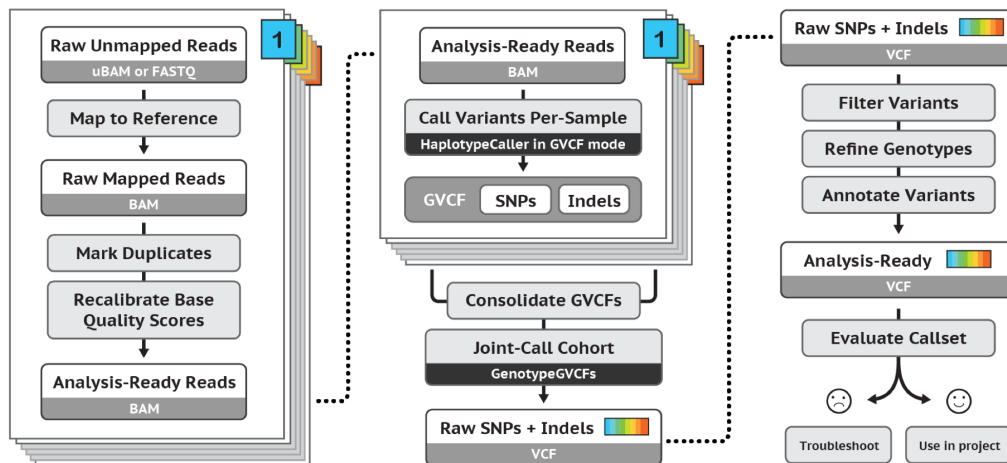 1
Raw Unmapped Reads
uBAM or FASTQ
Map to Reference
Raw Mapped Reads
BAM
Mark Duplicates
Recalibrate Base
Quality Scores
Analysis-Ready Reads
BAM
1
Analysis-Ready Reads
BAM
Call Variants Per-Sample
HaplotypeCaller in GVCF mode
GVCF SNPs Indels
Consolidate GVCFs
Joint-Call Cohort
GenotypeGVCFs
Raw SNPs + Indels
VCF
Raw SNPs + Indels
VCF
Filter Variants
Refine Genotypes
Annotate Variants
Analysis-Ready
VCF
Evaluate Callset
Troubleshoot
Use in project